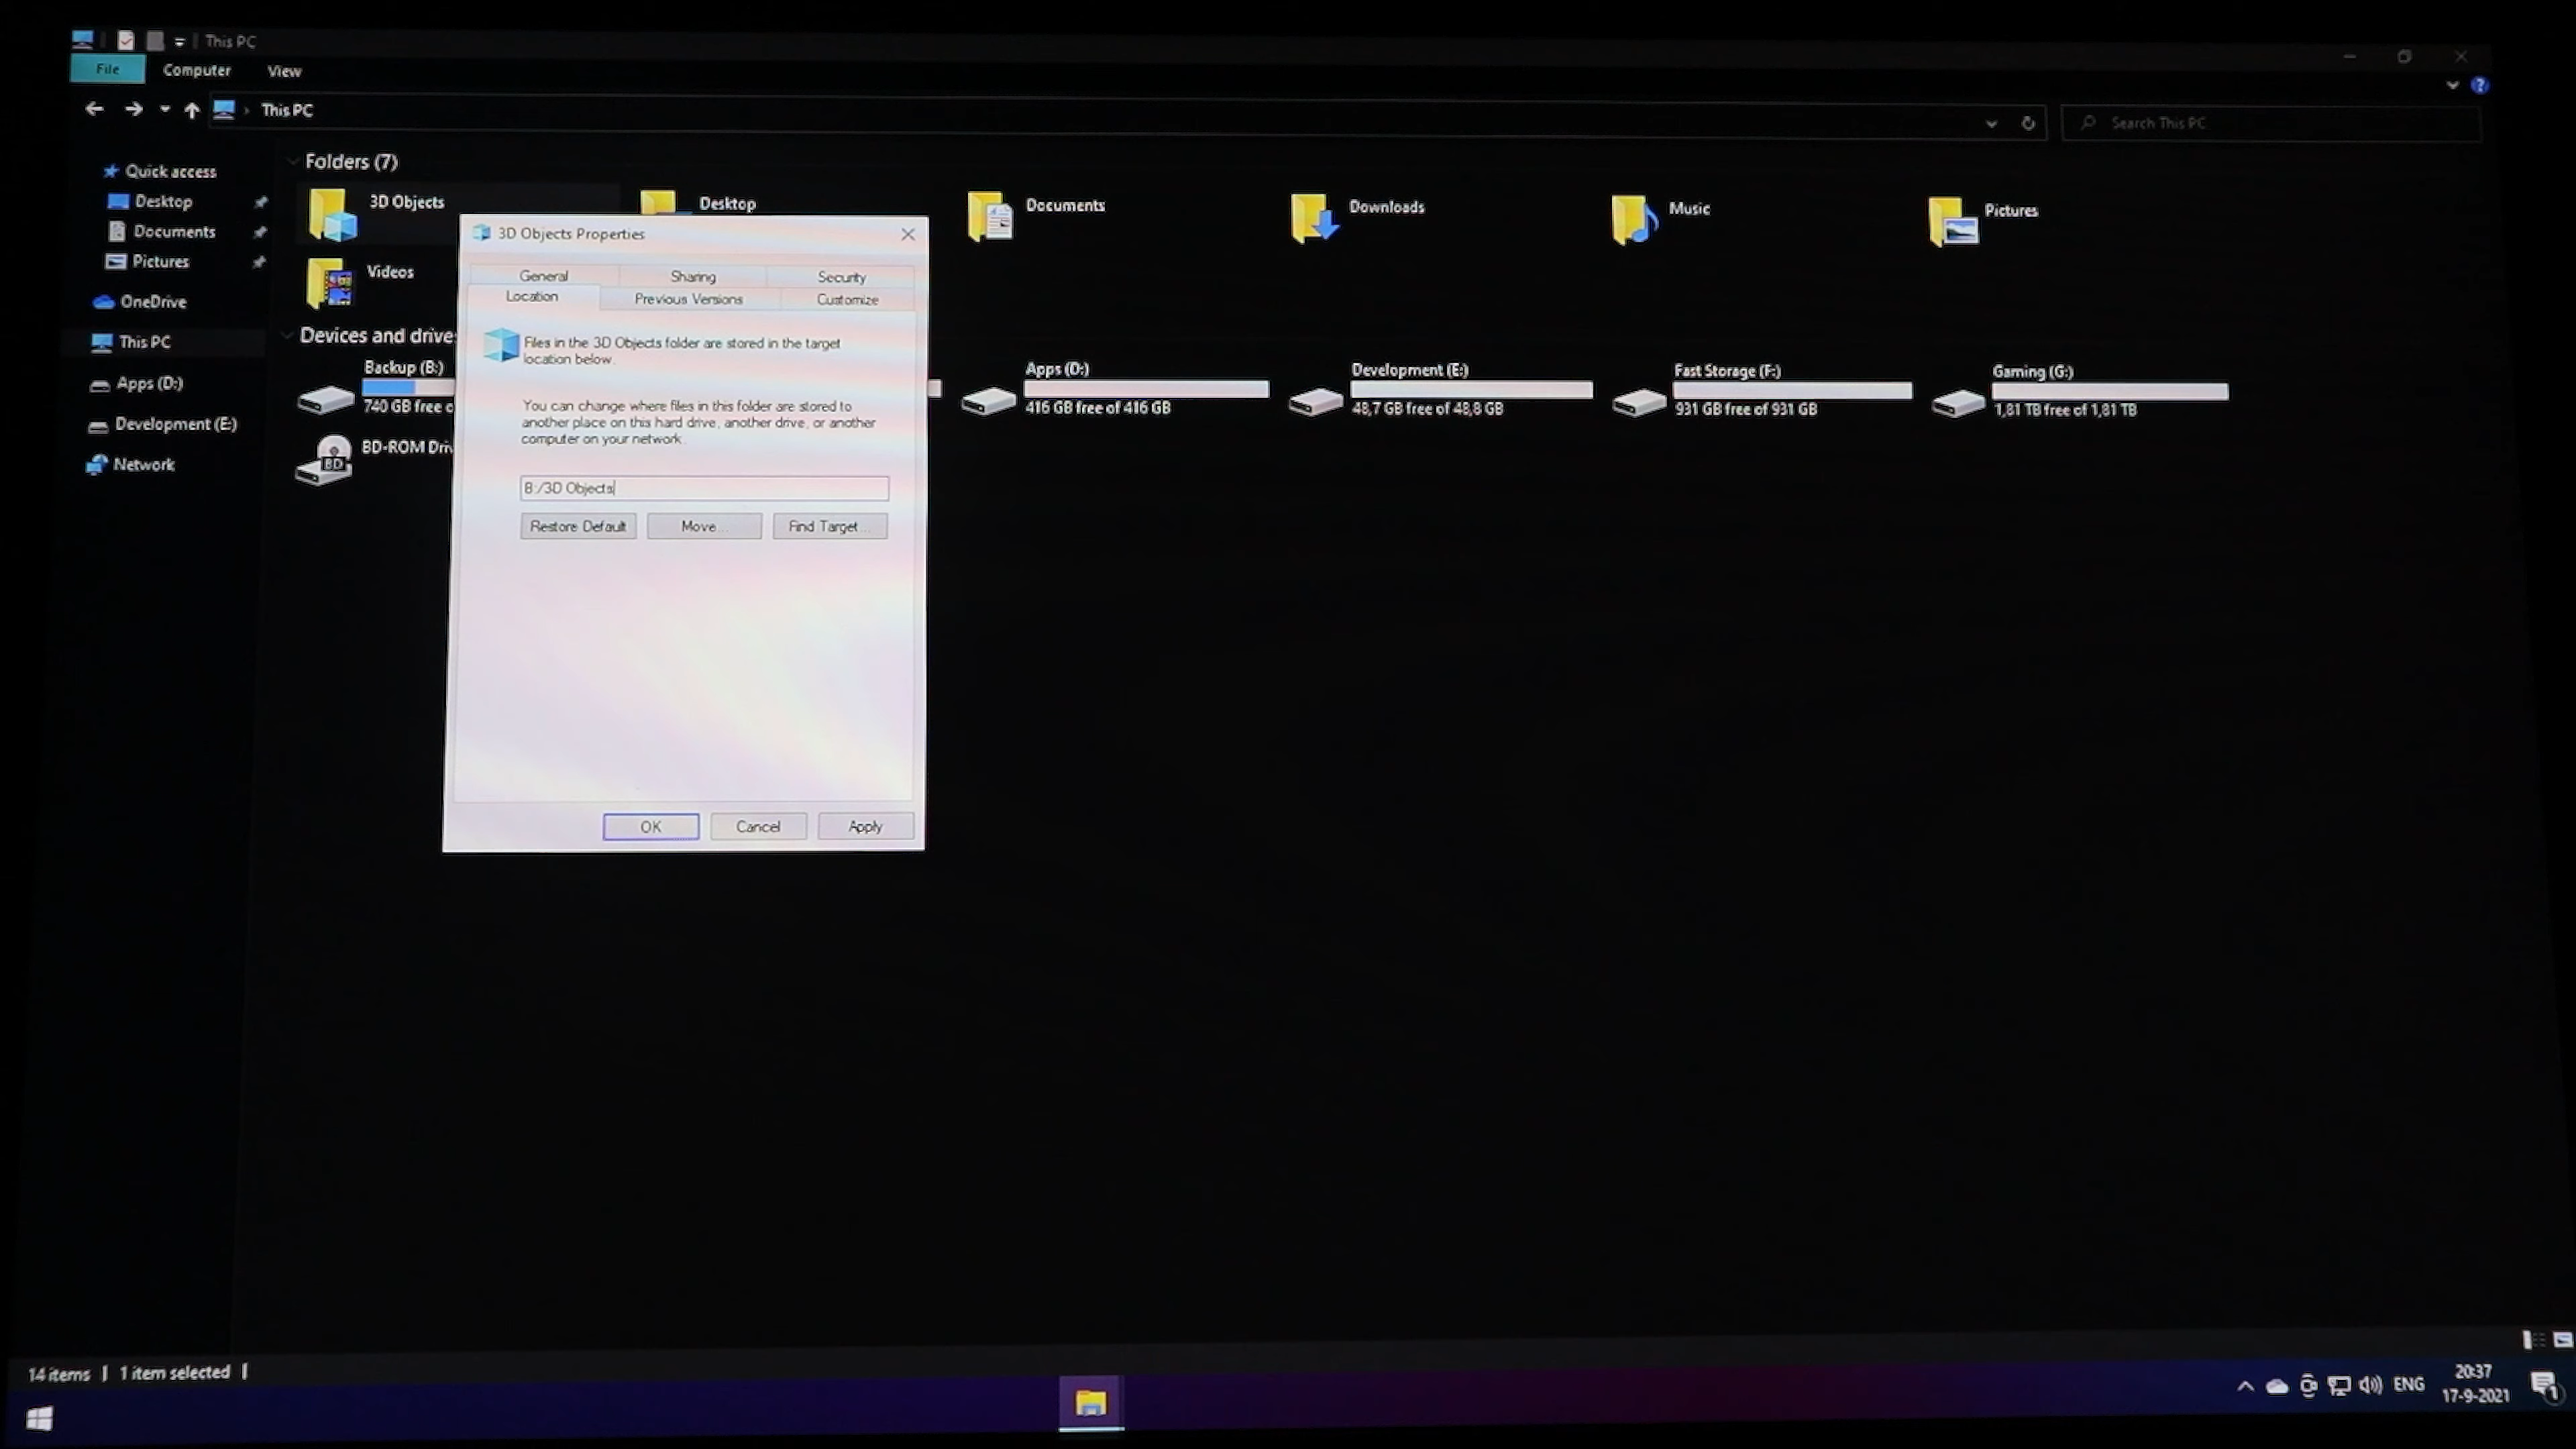 This PC
File Computer View
This PC
Search This PC
Quick access
Desktop
Documents
Pictures
OneDrive
This PC
Apps (D:)
Development (E:)
Network
Folders (7)
3D Objects
Desktop
Documents
Downloads
Music
Pictures
Videos
Devices and drive
Backup (B:)
740 GB free
Apps (D:)
416 GB free of 416 GB
Development (E:)
48,7 GB free of 48,8 GB
Fast Storage (F:)
931 GB free of 931 GB
Gaming (G:)
1,81 TB free of 1,81 TB
BD-ROM Driv
BD
3D Objects Properties
General Sharing Security
Location Previous Versions Customize
Files in the 3D Objects folder are stored in the target
location below.
You can change where files in this folder are stored to
another place on this hard drive, another drive, or another
computer on your network.
B:/3D Objects
Restore Default Move... Find Target...
OK Cancel Apply
14 items 1 item selected
ENG
20:37
17-9-2021
1